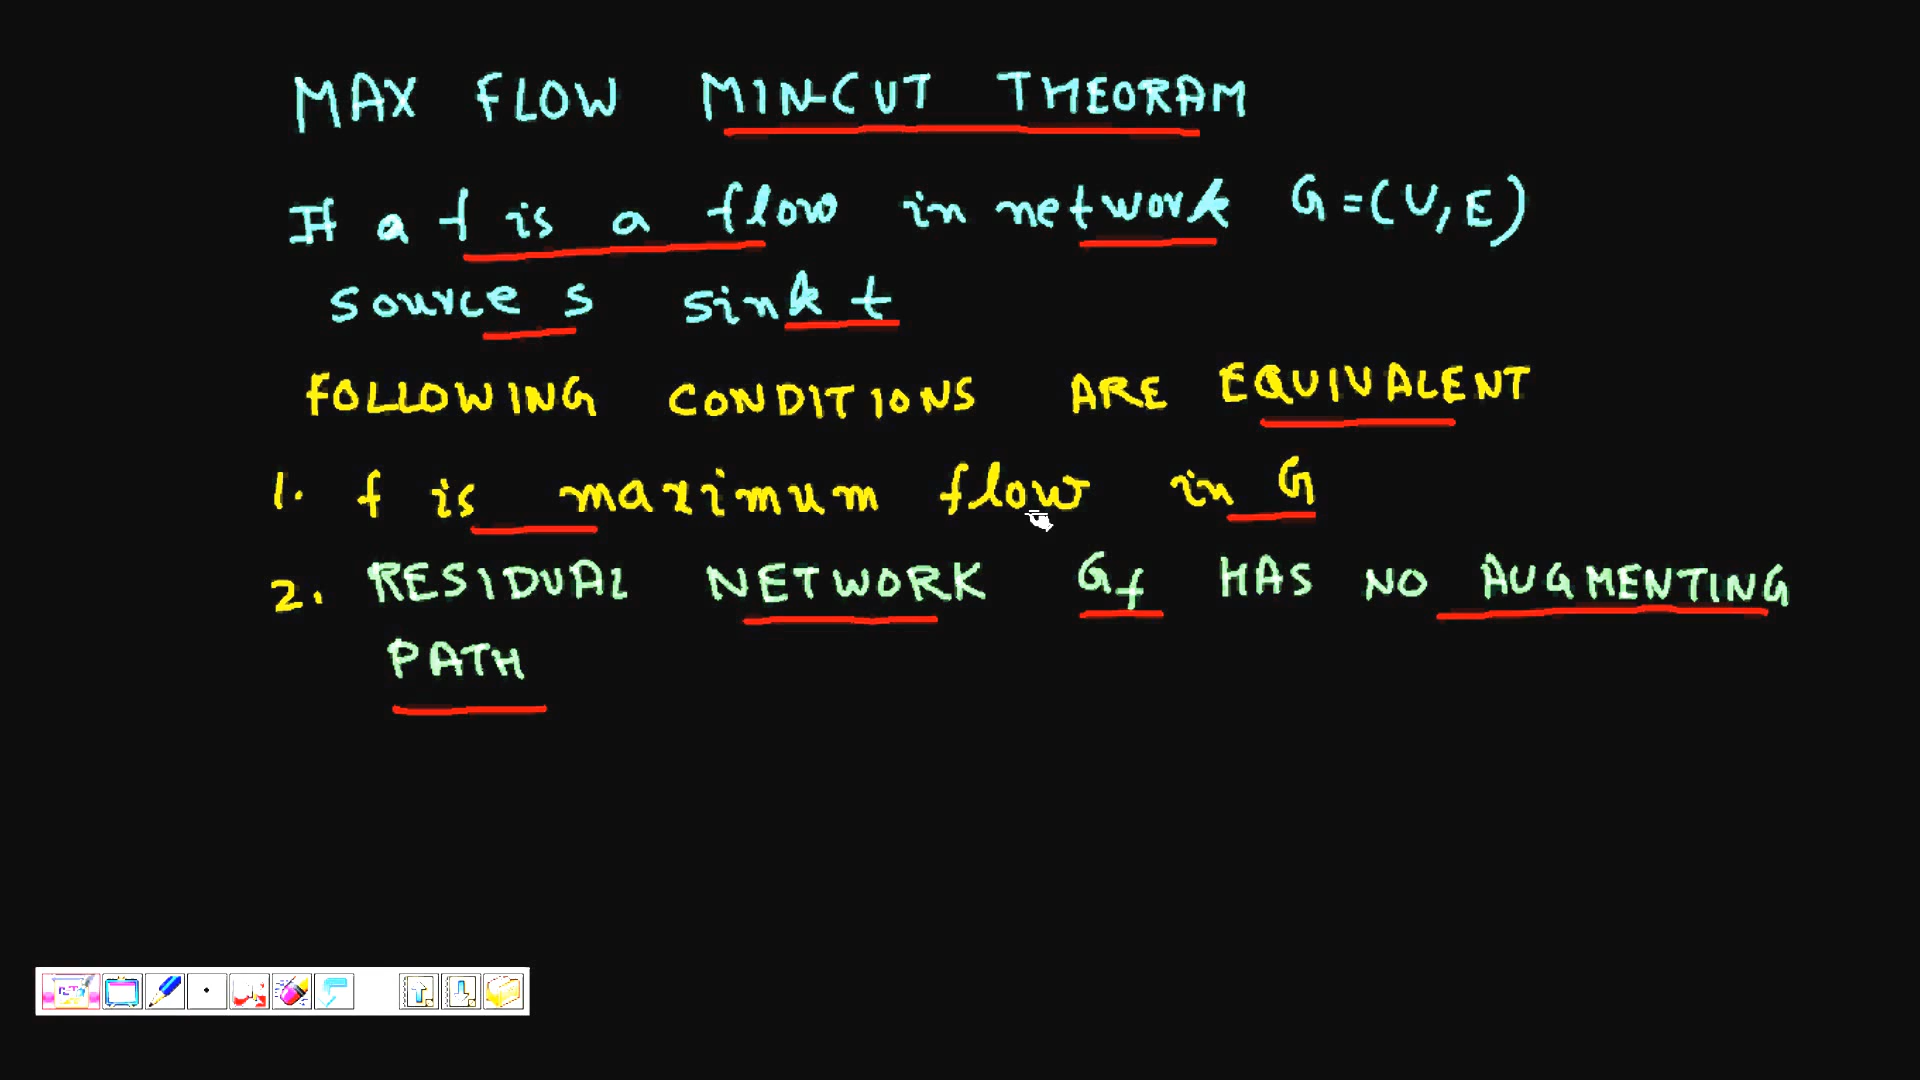 MAX FLOW MIN-CUT THEORAM
If a f is a flow in network G = (V, E)
source s sink t
FOLLOWING CONDITIONS ARE EQUIVALENT
1. f is maximum flow in G
2. RESIDUAL NETWORK Gf HAS NO AUGMENTING
PATH